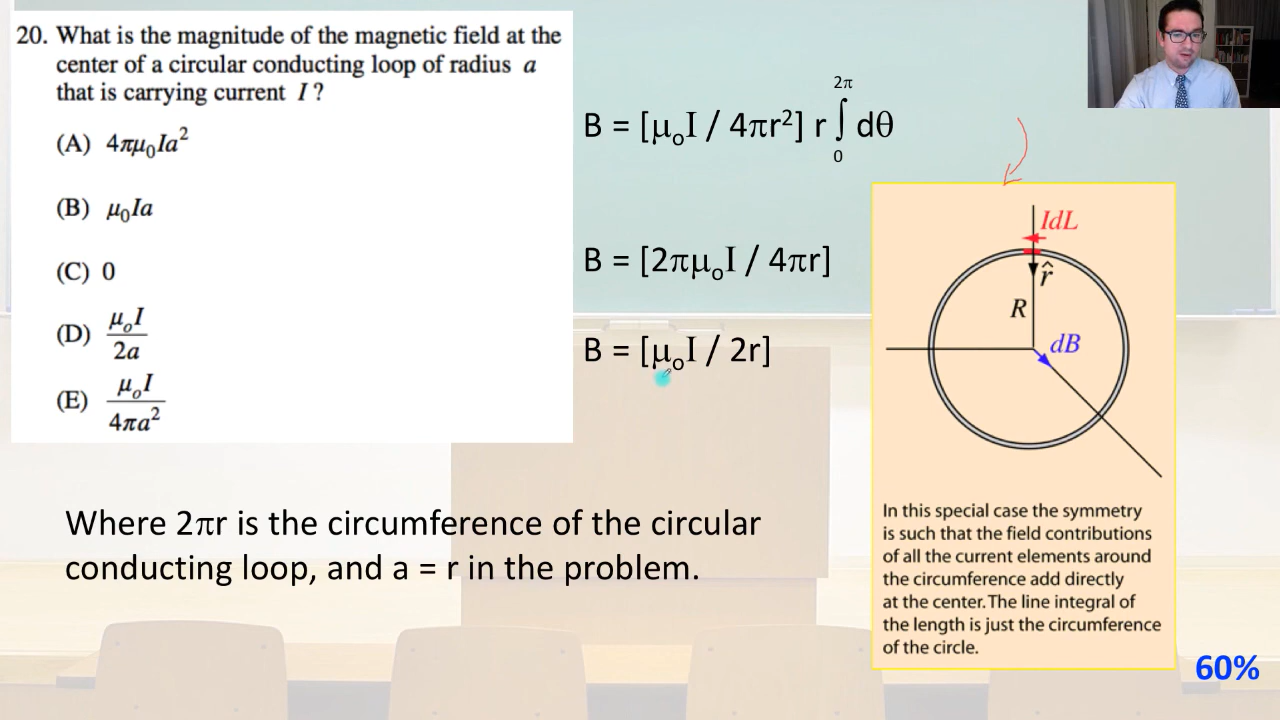 20. What is the magnitude of the magnetic field at the
center of a circular conducting loop of radius a
that is carrying current I ?
(A) 4πμ₀Ia²
(B) μ₀Ia
(C) 0
(D) μₒI / 2a
(E) μₒI / 4πa²
B = [μₒI / 4πr²] r ∫₀²π dθ
B = [2πμₒI / 4πr]
B = [μₒI / 2r]
Where 2πr is the circumference of the circular
conducting loop, and a = r in the problem.
IdL
r̂
R
dB
In this special case the symmetry
is such that the field contributions
of all the current elements around
the circumference add directly
at the center. The line integral of
the length is just the circumference
of the circle.
60%